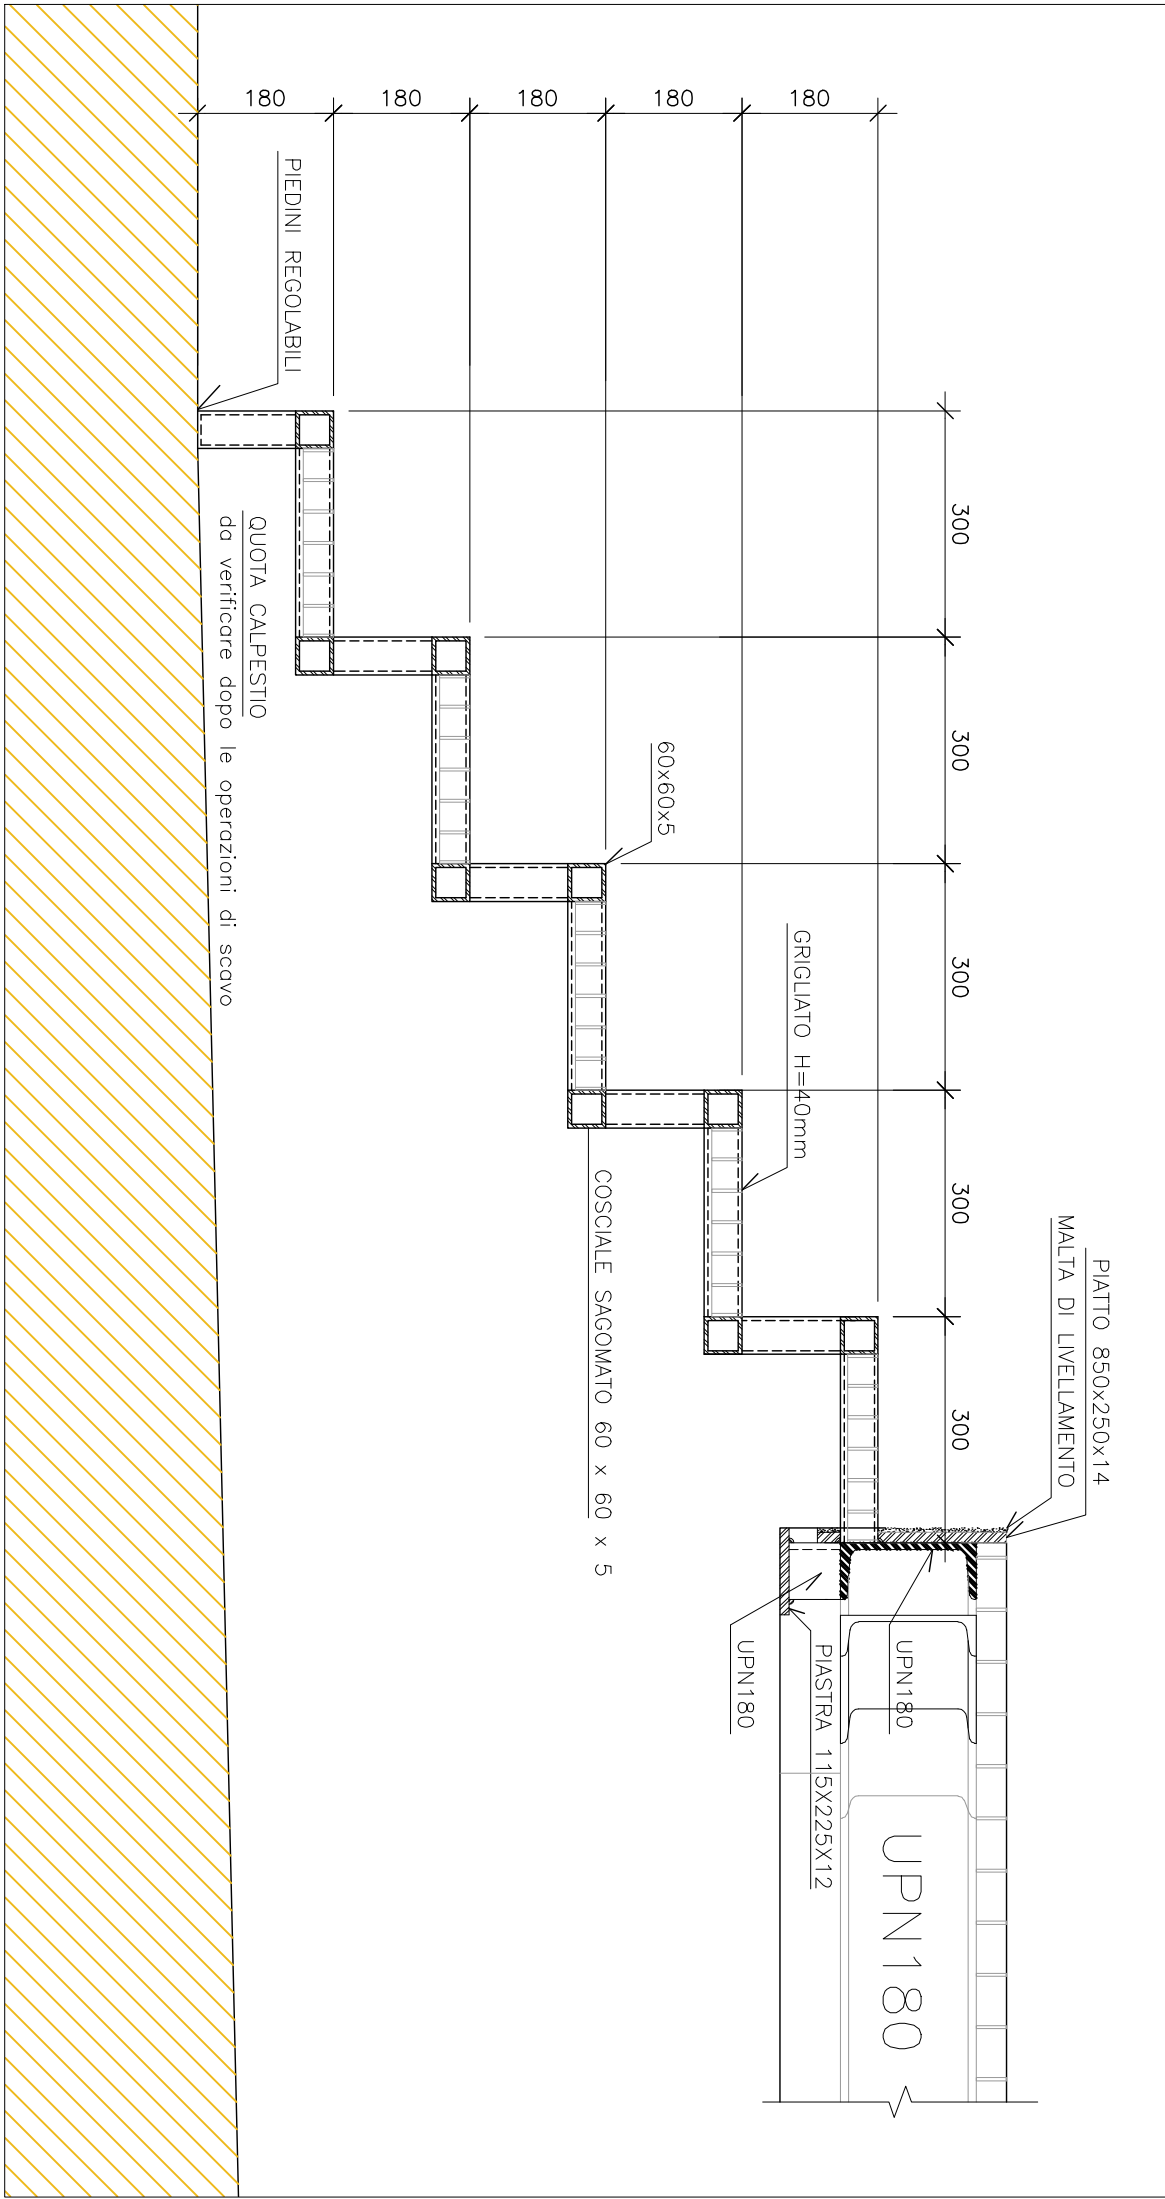 180
180
180
180
180
300
300
300
300
300
PIATTO 850x250x14
MALTA DI LIVELLAMENTO
GRIGLIATO H=40mm
60x60x5
COSCIALE SAGOMATO 60 x 60 x 5
UPN180
UPN180
PIASTRA 115X225X12
UPN180
PIEDINI REGOLABILI
QUOTA CALPESTIO
da verificare dopo le operazioni di scavo